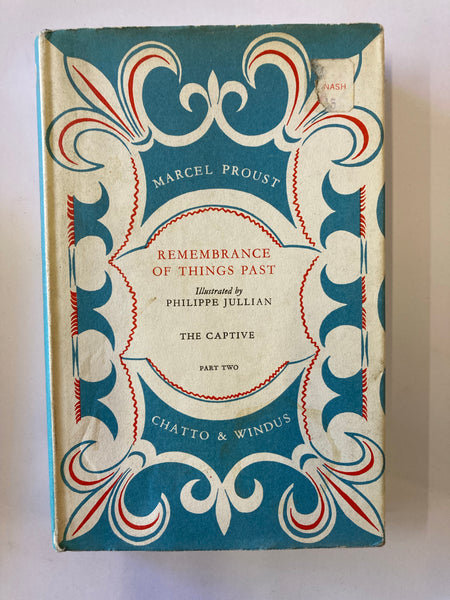 NASH
MARCEL PROUST
REMEMBRANCE
OF THINGS PAST
Illustrated by
PHILIPPE JULLIAN
THE CAPTIVE
PART TWO
CHATTO & WINDUS